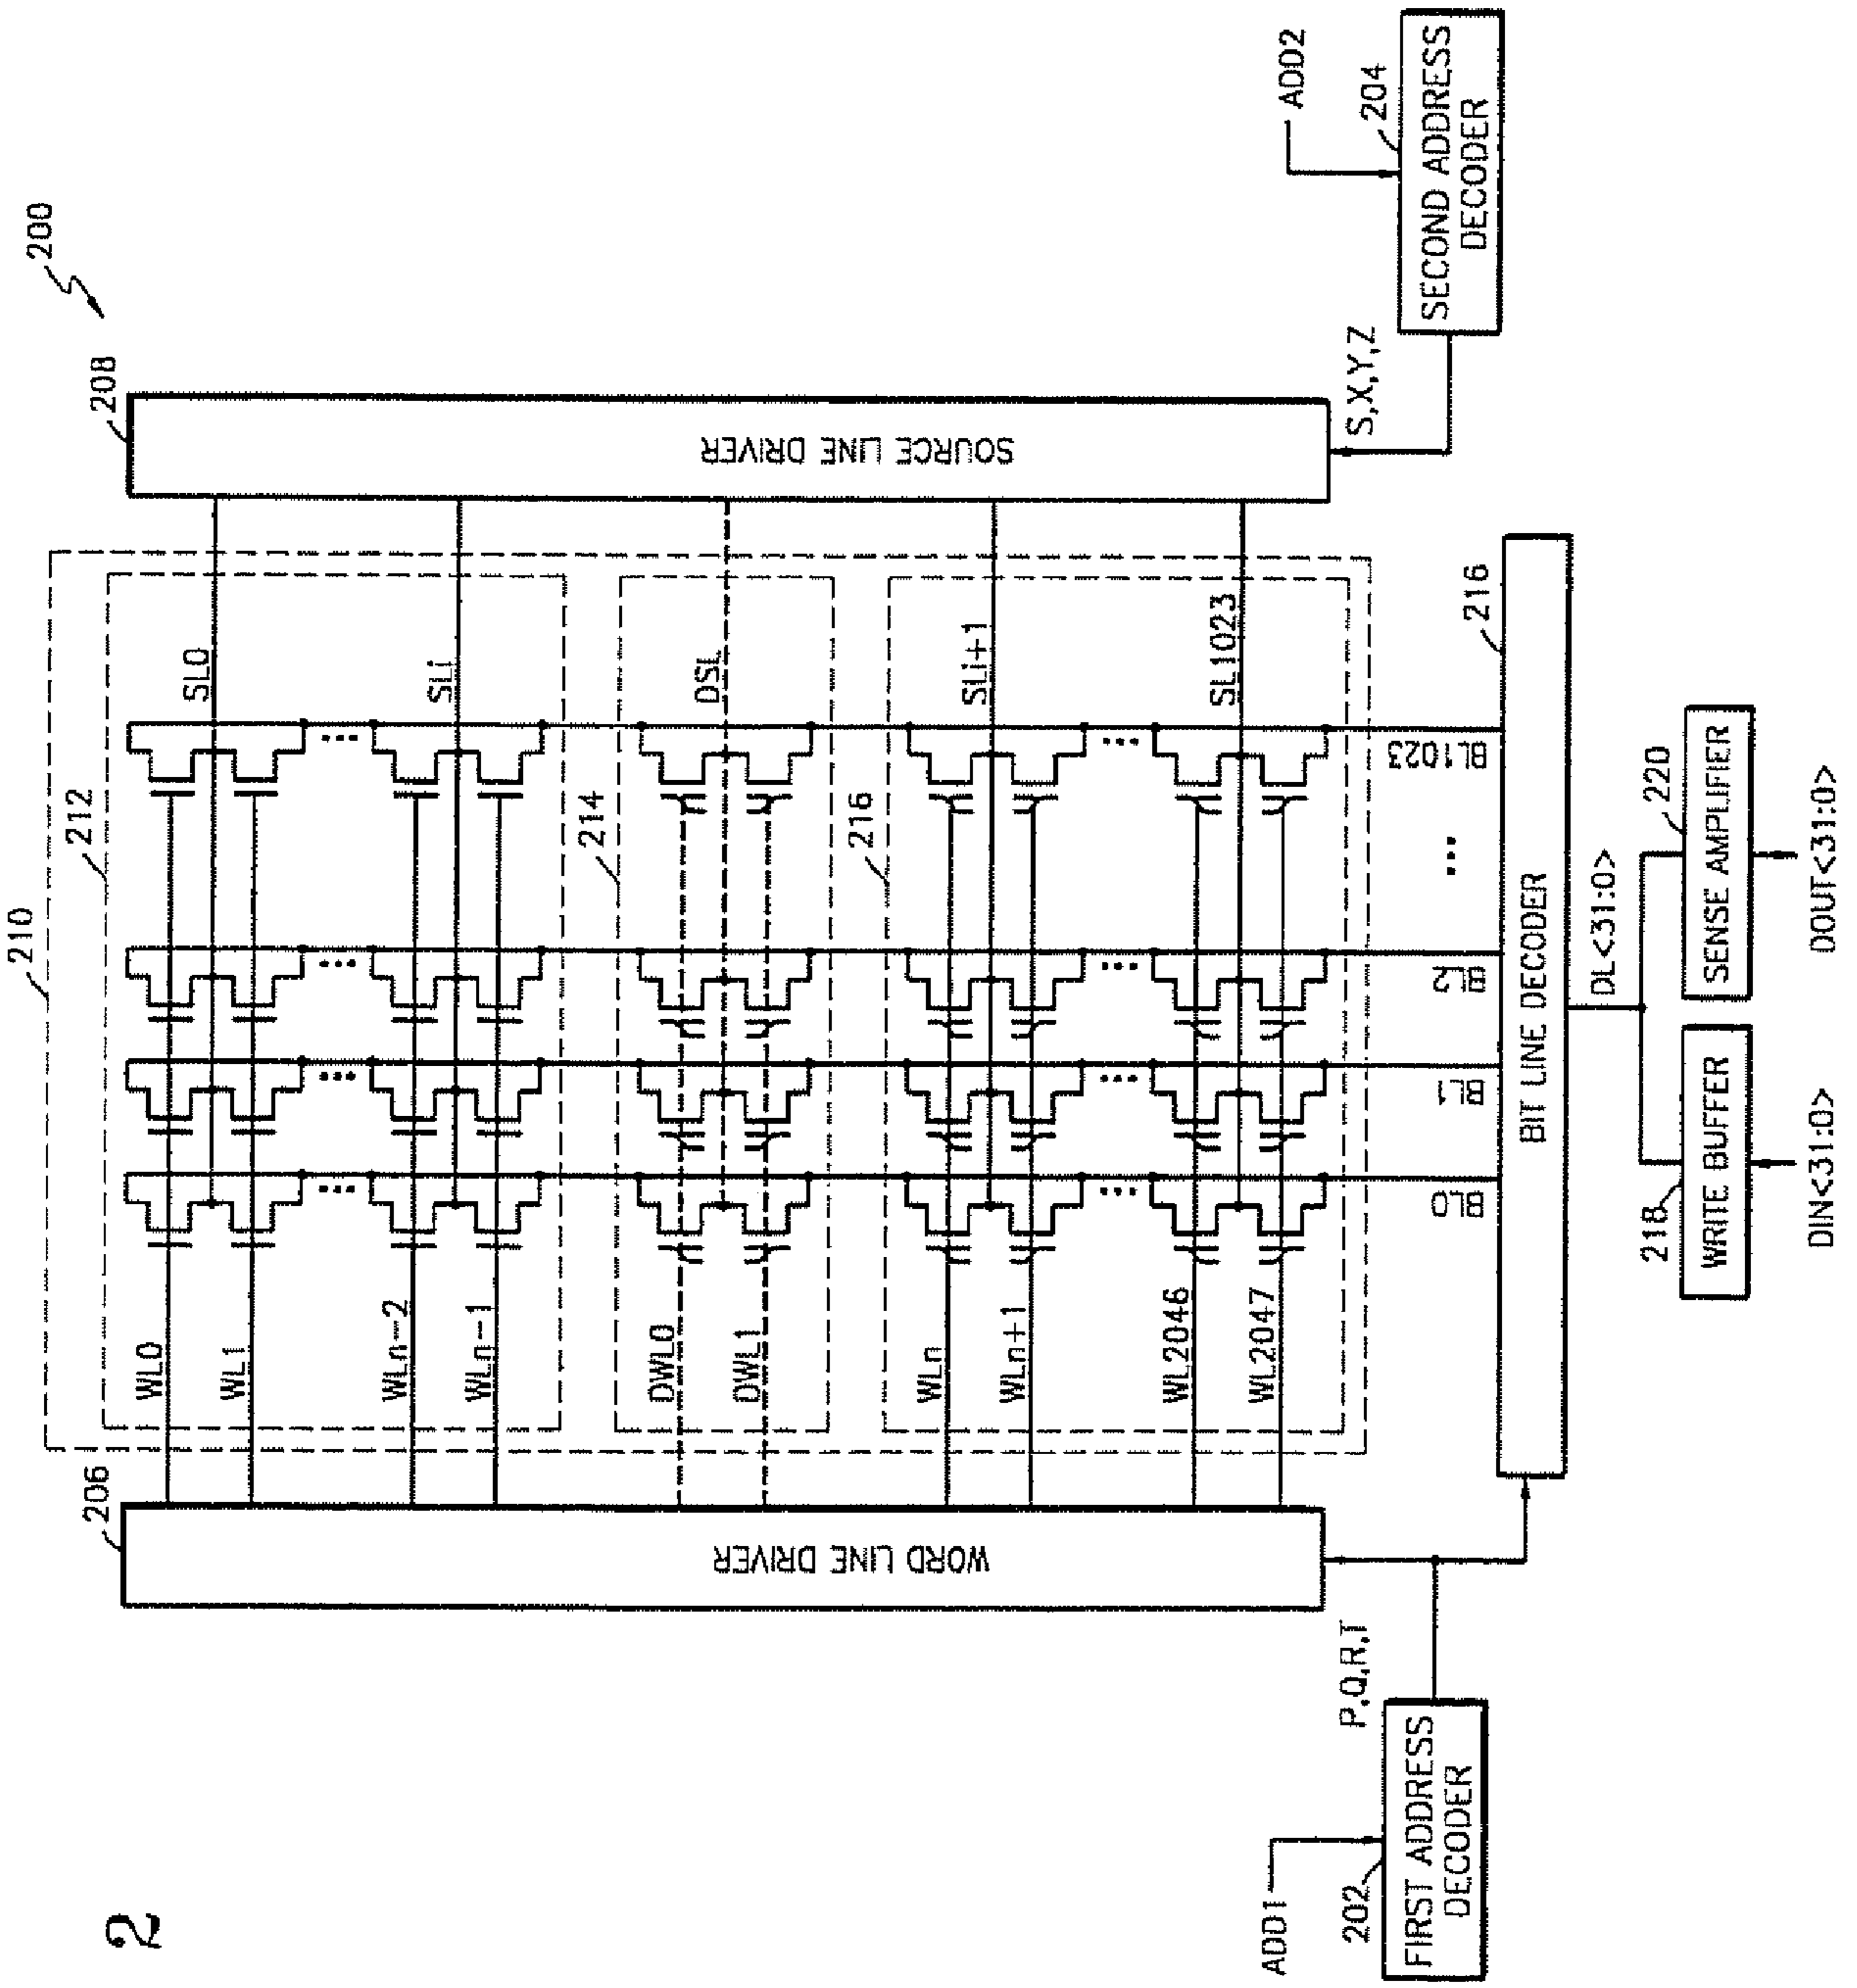 2
200
210
212
214
216
206
208
WL0
WL1
WLn-2
WLn-1
DWL0
DWL1
WLn
WLn+1
WL2046
WL2047
SL0
SLi
DSL
SLi+1
SL1023
WORD LINE DRIVER
SOURCE LINE DRIVER
BL0
BL1
BL1023
ADD1
202
FIRST ADDRESS
DECODER
P,Q,R,T
BIT LINE DECODER
216
S,X,Y,Z
ADD2
204
SECOND ADDRESS
DECODER
DL<31:0>
218
WRITE BUFFER
220
SENSE AMPLIFIER
DIN<31:0>
DOUT<31:0>